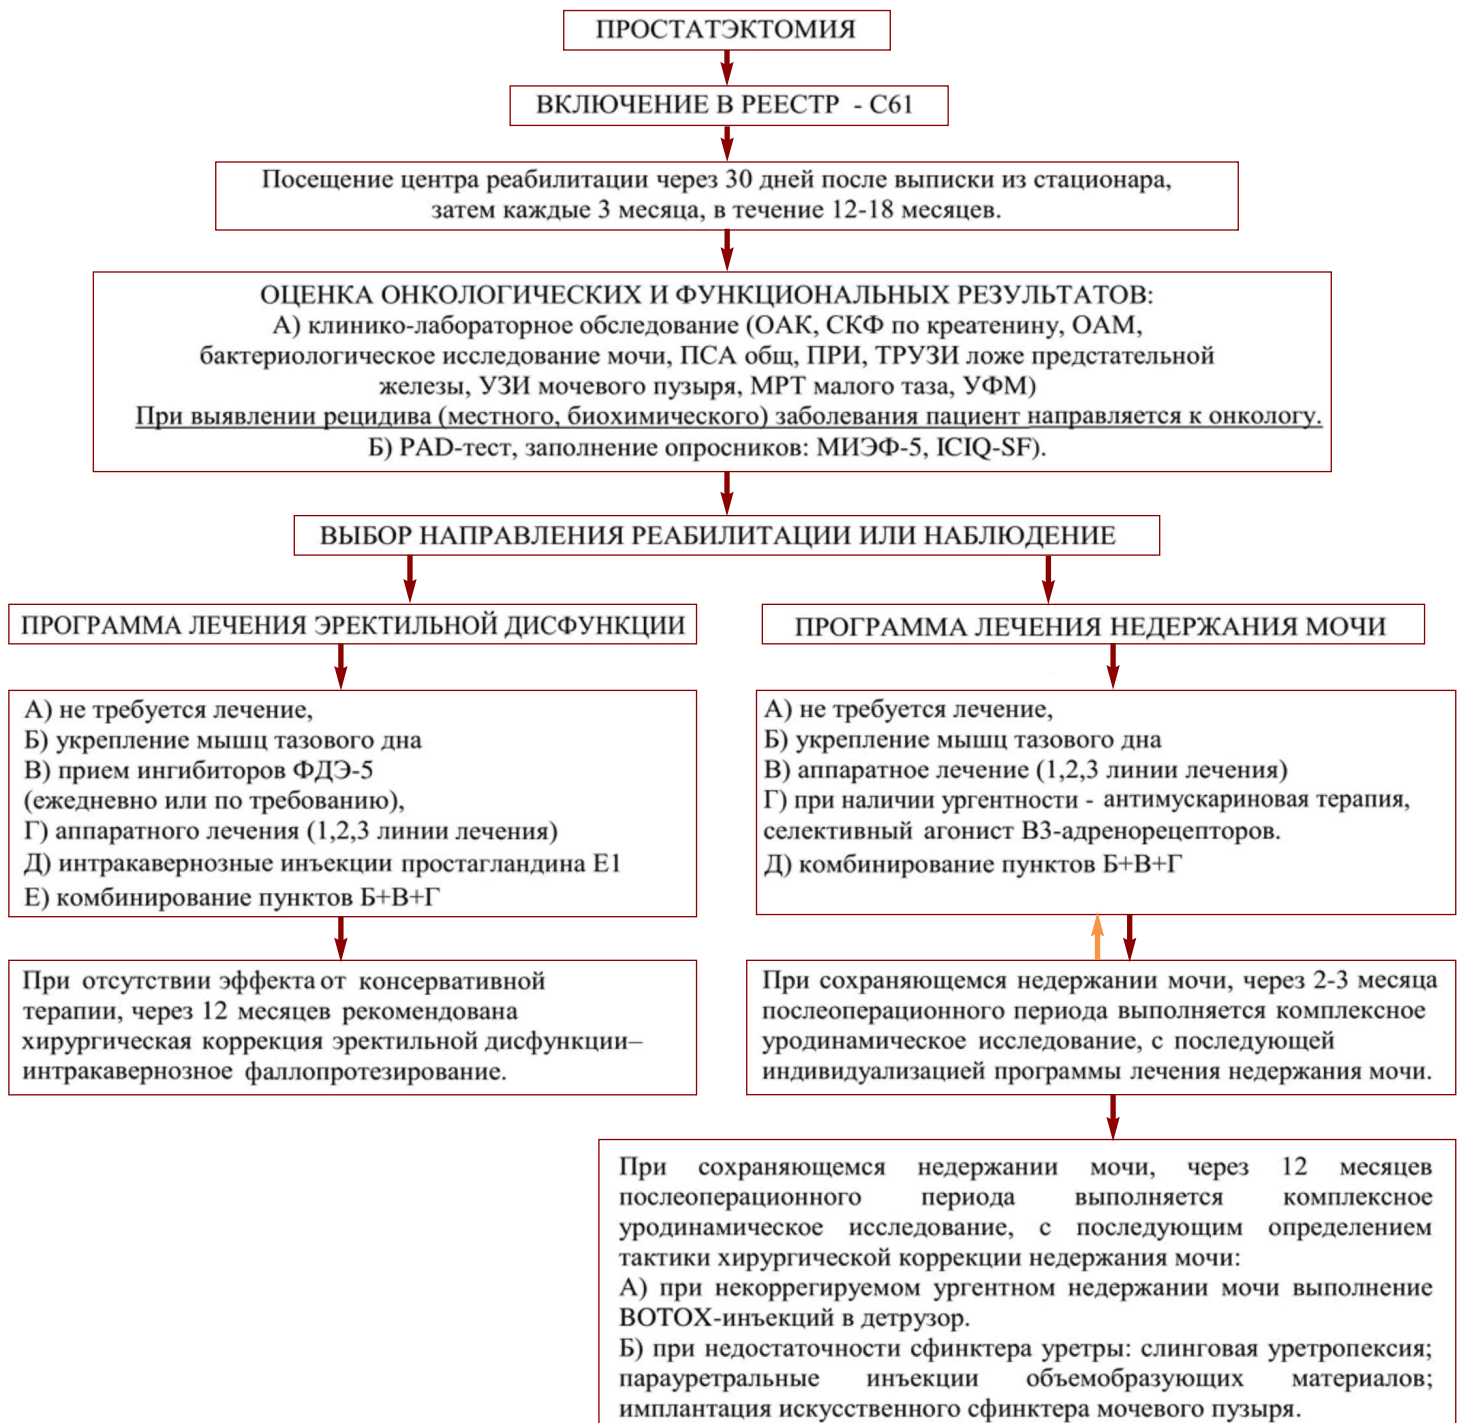 ПРОСТАТЭКТОМИЯ
ВКЛЮЧЕНИЕ В РЕЕСТР - С61
Посещение центра реабилитации через 30 дней после выписки из стационара,
затем каждые 3 месяца, в течение 12-18 месяцев.
ОЦЕНКА ОНКОЛОГИЧЕСКИХ И ФУНКЦИОНАЛЬНЫХ РЕЗУЛЬТАТОВ:
А) клинико-лабораторное обследование (ОАК, СКФ по креатенину, ОАМ,
бактериологическое исследование мочи, ПСА общ, ПРИ, ТРУЗИ ложе предстательной
железы, УЗИ мочевого пузыря, МРТ малого таза, УФМ)
При выявлении рецидива (местного, биохимического) заболевания пациент направляется к онкологу.
Б) PAD-тест, заполнение опросников: МИЭФ-5, ICIQ-SF).
ВЫБОР НАПРАВЛЕНИЯ РЕАБИЛИТАЦИИ ИЛИ НАБЛЮДЕНИЕ
ПРОГРАММА ЛЕЧЕНИЯ ЭРЕКТИЛЬНОЙ ДИСФУНКЦИИ
А) не требуется лечение,
Б) укрепление мышц тазового дна
В) прием ингибиторов ФДЭ-5
(ежедневно или по требованию),
Г) аппаратного лечения (1,2,3 линии лечения)
Д) интракавернозные инъекции простагландина Е1
Е) комбинирование пунктов Б+В+Г
При отсутствии эффекта от консервативной
терапии, через 12 месяцев рекомендована
хирургическая коррекция эректильной дисфункции–
интракавернозное фаллопротезирование.
ПРОГРАММА ЛЕЧЕНИЯ НЕДЕРЖАНИЯ МОЧИ
А) не требуется лечение,
Б) укрепление мышц тазового дна
В) аппаратное лечение (1,2,3 линии лечения)
Г) при наличии ургентности - антимускариновая терапия,
селективный агонист В3-адренорецепторов.
Д) комбинирование пунктов Б+В+Г
При сохраняющемся недержании мочи, через 2-3 месяца
послеоперационного периода выполняется комплексное
уродинамическое исследование, с последующей
индивидуализацией программы лечения недержания мочи.
При сохраняющемся недержании мочи, через 12 месяцев
послеоперационного периода выполняется комплексное
уродинамическое исследование, с последующим определением
тактики хирургической коррекции недержания мочи:
А) при некоррегируемом ургентном недержании мочи выполнение
BOTOX-инъекций в детрузор.
Б) при недостаточности сфинктера уретры: слинговая уретропексия;
парауретральные инъекции объемобразующих материалов;
имплантация искусственного сфинктера мочевого пузыря.